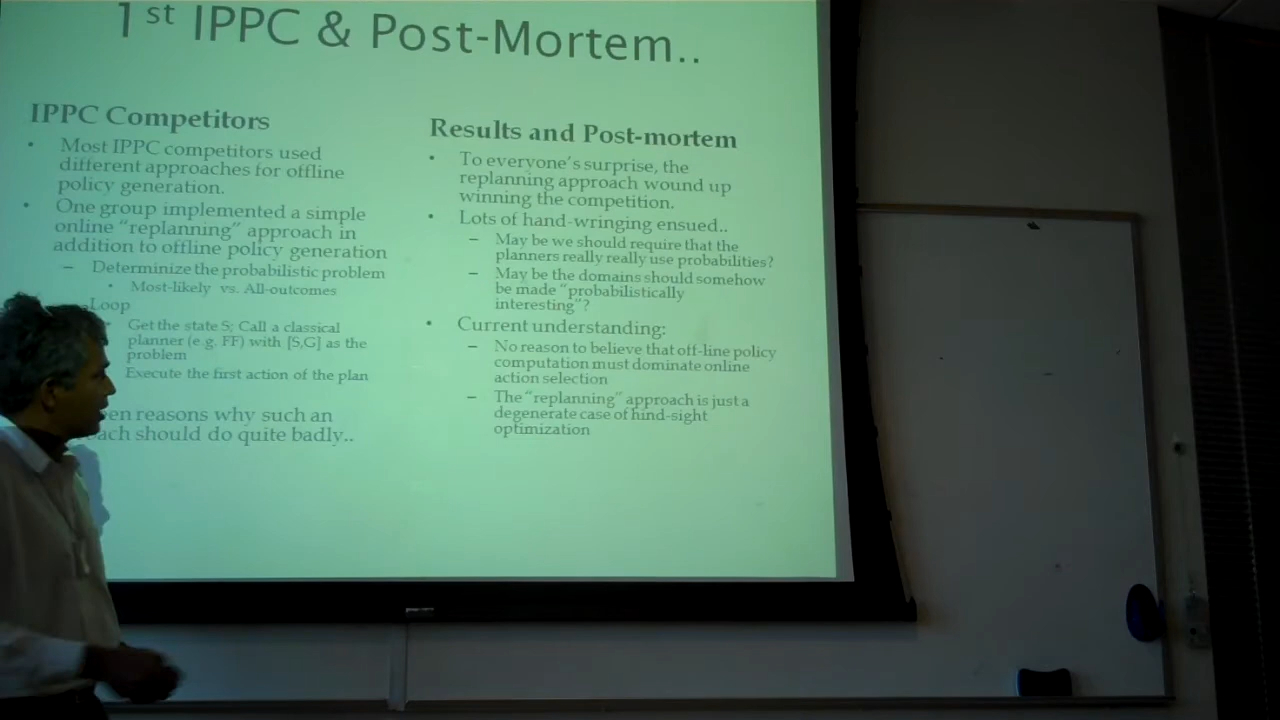 1st IPPC & Post-Mortem..
IPPC Competitors
• Most IPPC competitors used
different approaches for offline
policy generation.
• One group implemented a simple
online “replanning” approach in
addition to offline policy generation
– Determinize the probabilistic problem
• Most-likely vs. All-outcomes
Loop
Get the state S; Call a classical
planner (e.g. FF) with [S,G] as the
problem
Execute the first action of the plan
reasons why such an
should do quite badly..
Results and Post-mortem
• To everyone’s surprise, the
replanning approach wound up
winning the competition.
• Lots of hand-wringing ensued..
– May be we should require that the
planners really really use probabilities?
– May be the domains should somehow
be made “probabilistically
interesting”?
• Current understanding:
– No reason to believe that off-line policy
computation must dominate online
action selection
– The “replanning” approach is just a
degenerate case of hind-sight
optimization